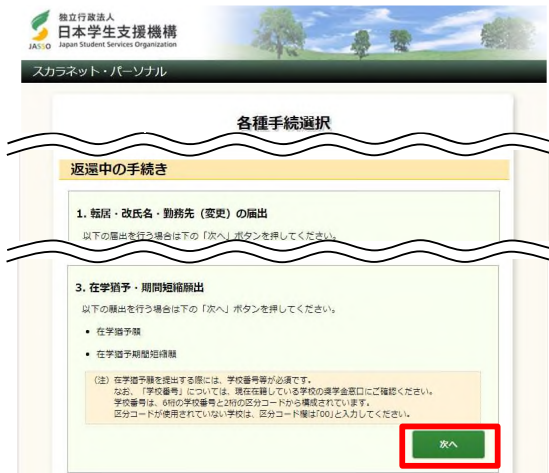 独立行政法人
日本学生支援機構
JASSO Japan Student Services Organization
スカラネット・パーソナル
各種手続選択
返還中の手続き
1. 転居・改氏名・勤務先（変更）の届出
以下の届出を行う場合は下の「次へ」ボタンを押してください。
3. 在学猶予・期間短縮願出
以下の願出を行う場合は下の「次へ」ボタンを押してください。
• 在学猶予願
• 在学猶予期間短縮願
（注）在学猶予願を提出する際には、学校番号等が必須です。
なお、「学校番号」については、現在在籍している学校の奨学金窓口にご確認ください。
学校番号は、6桁の学校番号と2桁の区分コードから構成されています。
区分コードが使用されていない学校は、区分コード欄は「00」と入力してください。
次へ